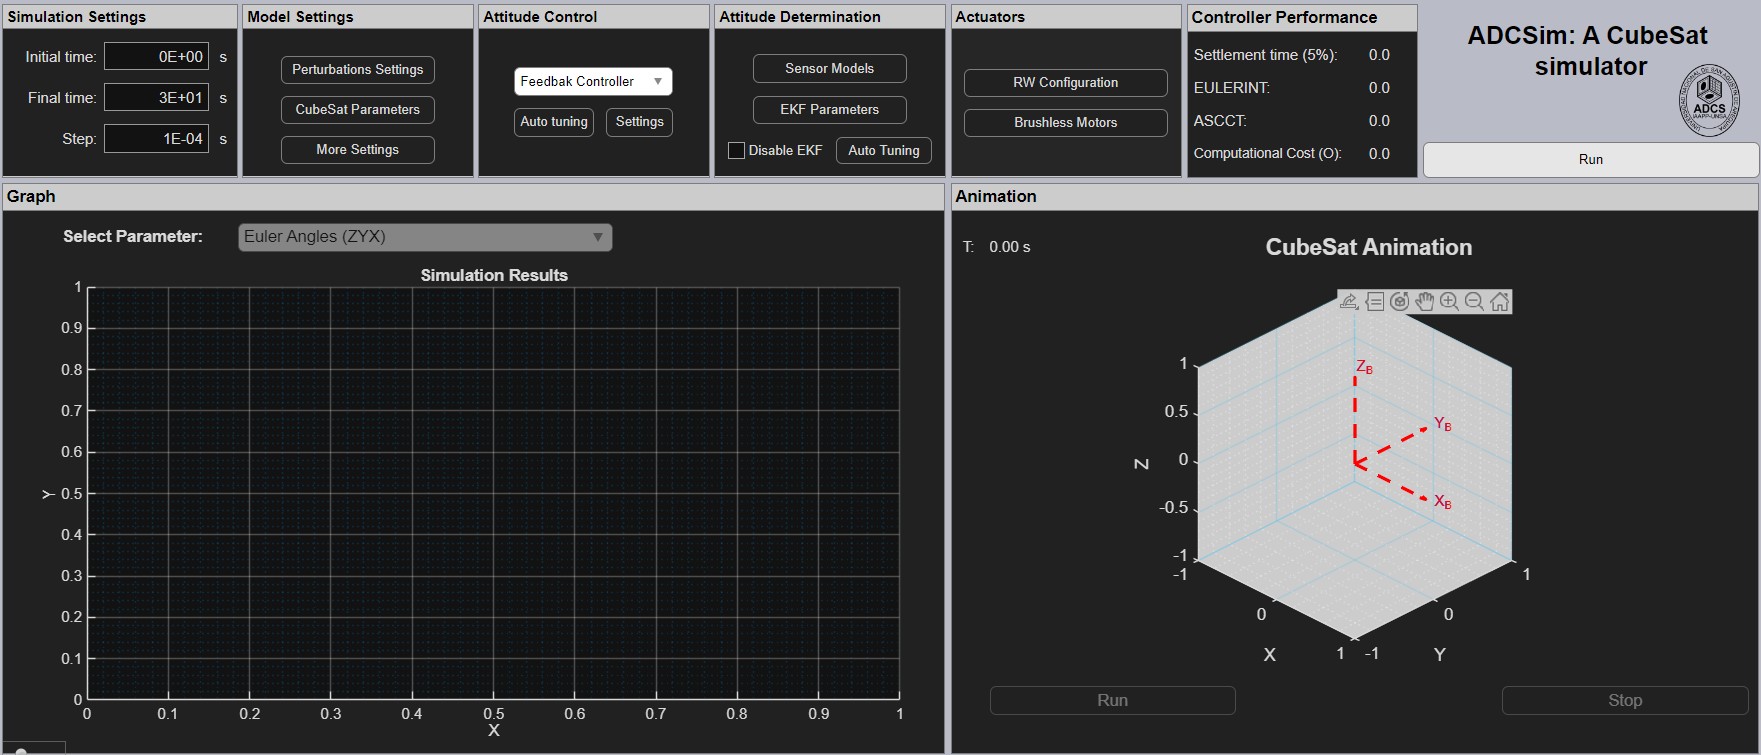 Simulation Settings
Initial time: 0E+00 s
Final time: 3E+01 s
Step: 1E-04 s
Model Settings
Perturbations Settings
CubeSat Parameters
More Settings
Attitude Control
Feedbak Controller
Auto tuning Settings
Attitude Determination
Sensor Models
EKF Parameters
Disable EKF Auto Tuning
Actuators
RW Configuration
Brushless Motors
Controller Performance
Settlement time (5%): 0.0
EULERINT: 0.0
ASCCT: 0.0
Computational Cost (O): 0.0
ADCSim: A CubeSat
simulator
ADCS
IAAPP-UNSA
Run
Graph
Select Parameter: Euler Angles (ZYX)
Simulation Results
1
0.9
0.8
0.7
0.6
0.5
0.4
0.3
0.2
0.1
0
Y
0 0.1 0.2 0.3 0.4 0.5 0.6 0.7 0.8 0.9 1
X
Animation
T: 0.00 s
CubeSat Animation
ZB
YB
XB
1
0.5
0
-0.5
-1
Z
-1 0 1
X
-1 0 1
Y
Run Stop